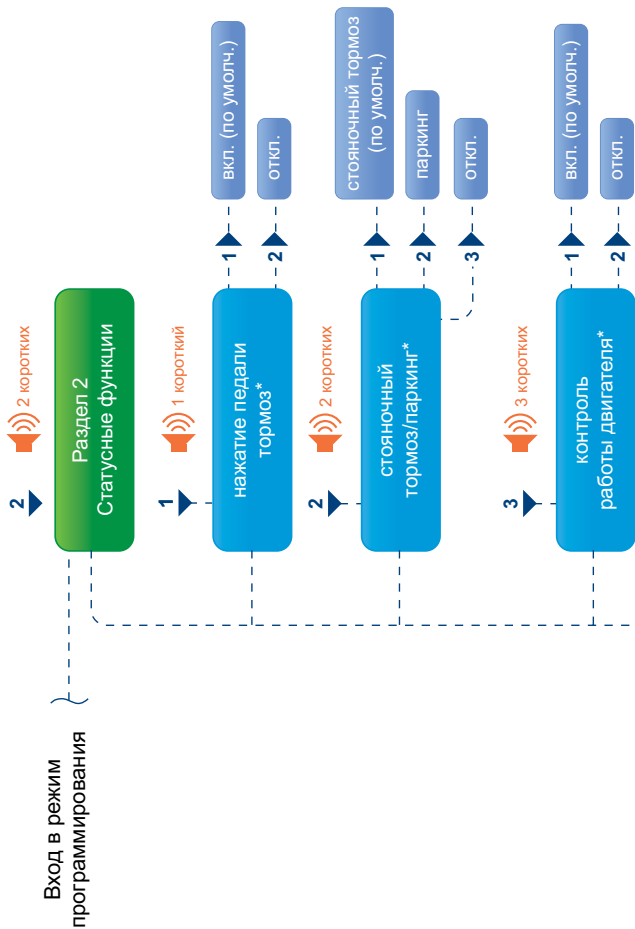 Вход в режим
программирования
2
2 коротких
Раздел 2
Статусные функции
1
1 короткий
нажатие педали
тормоз*
1
вкл. (по умолч.)
2
откл.
2
2 коротких
стояночный
тормоз/паркинг*
1
стояночный тормоз
(по умолч.)
2
паркинг
3
откл.
3
3 коротких
контроль
работы двигателя*
1
вкл. (по умолч.)
2
откл.